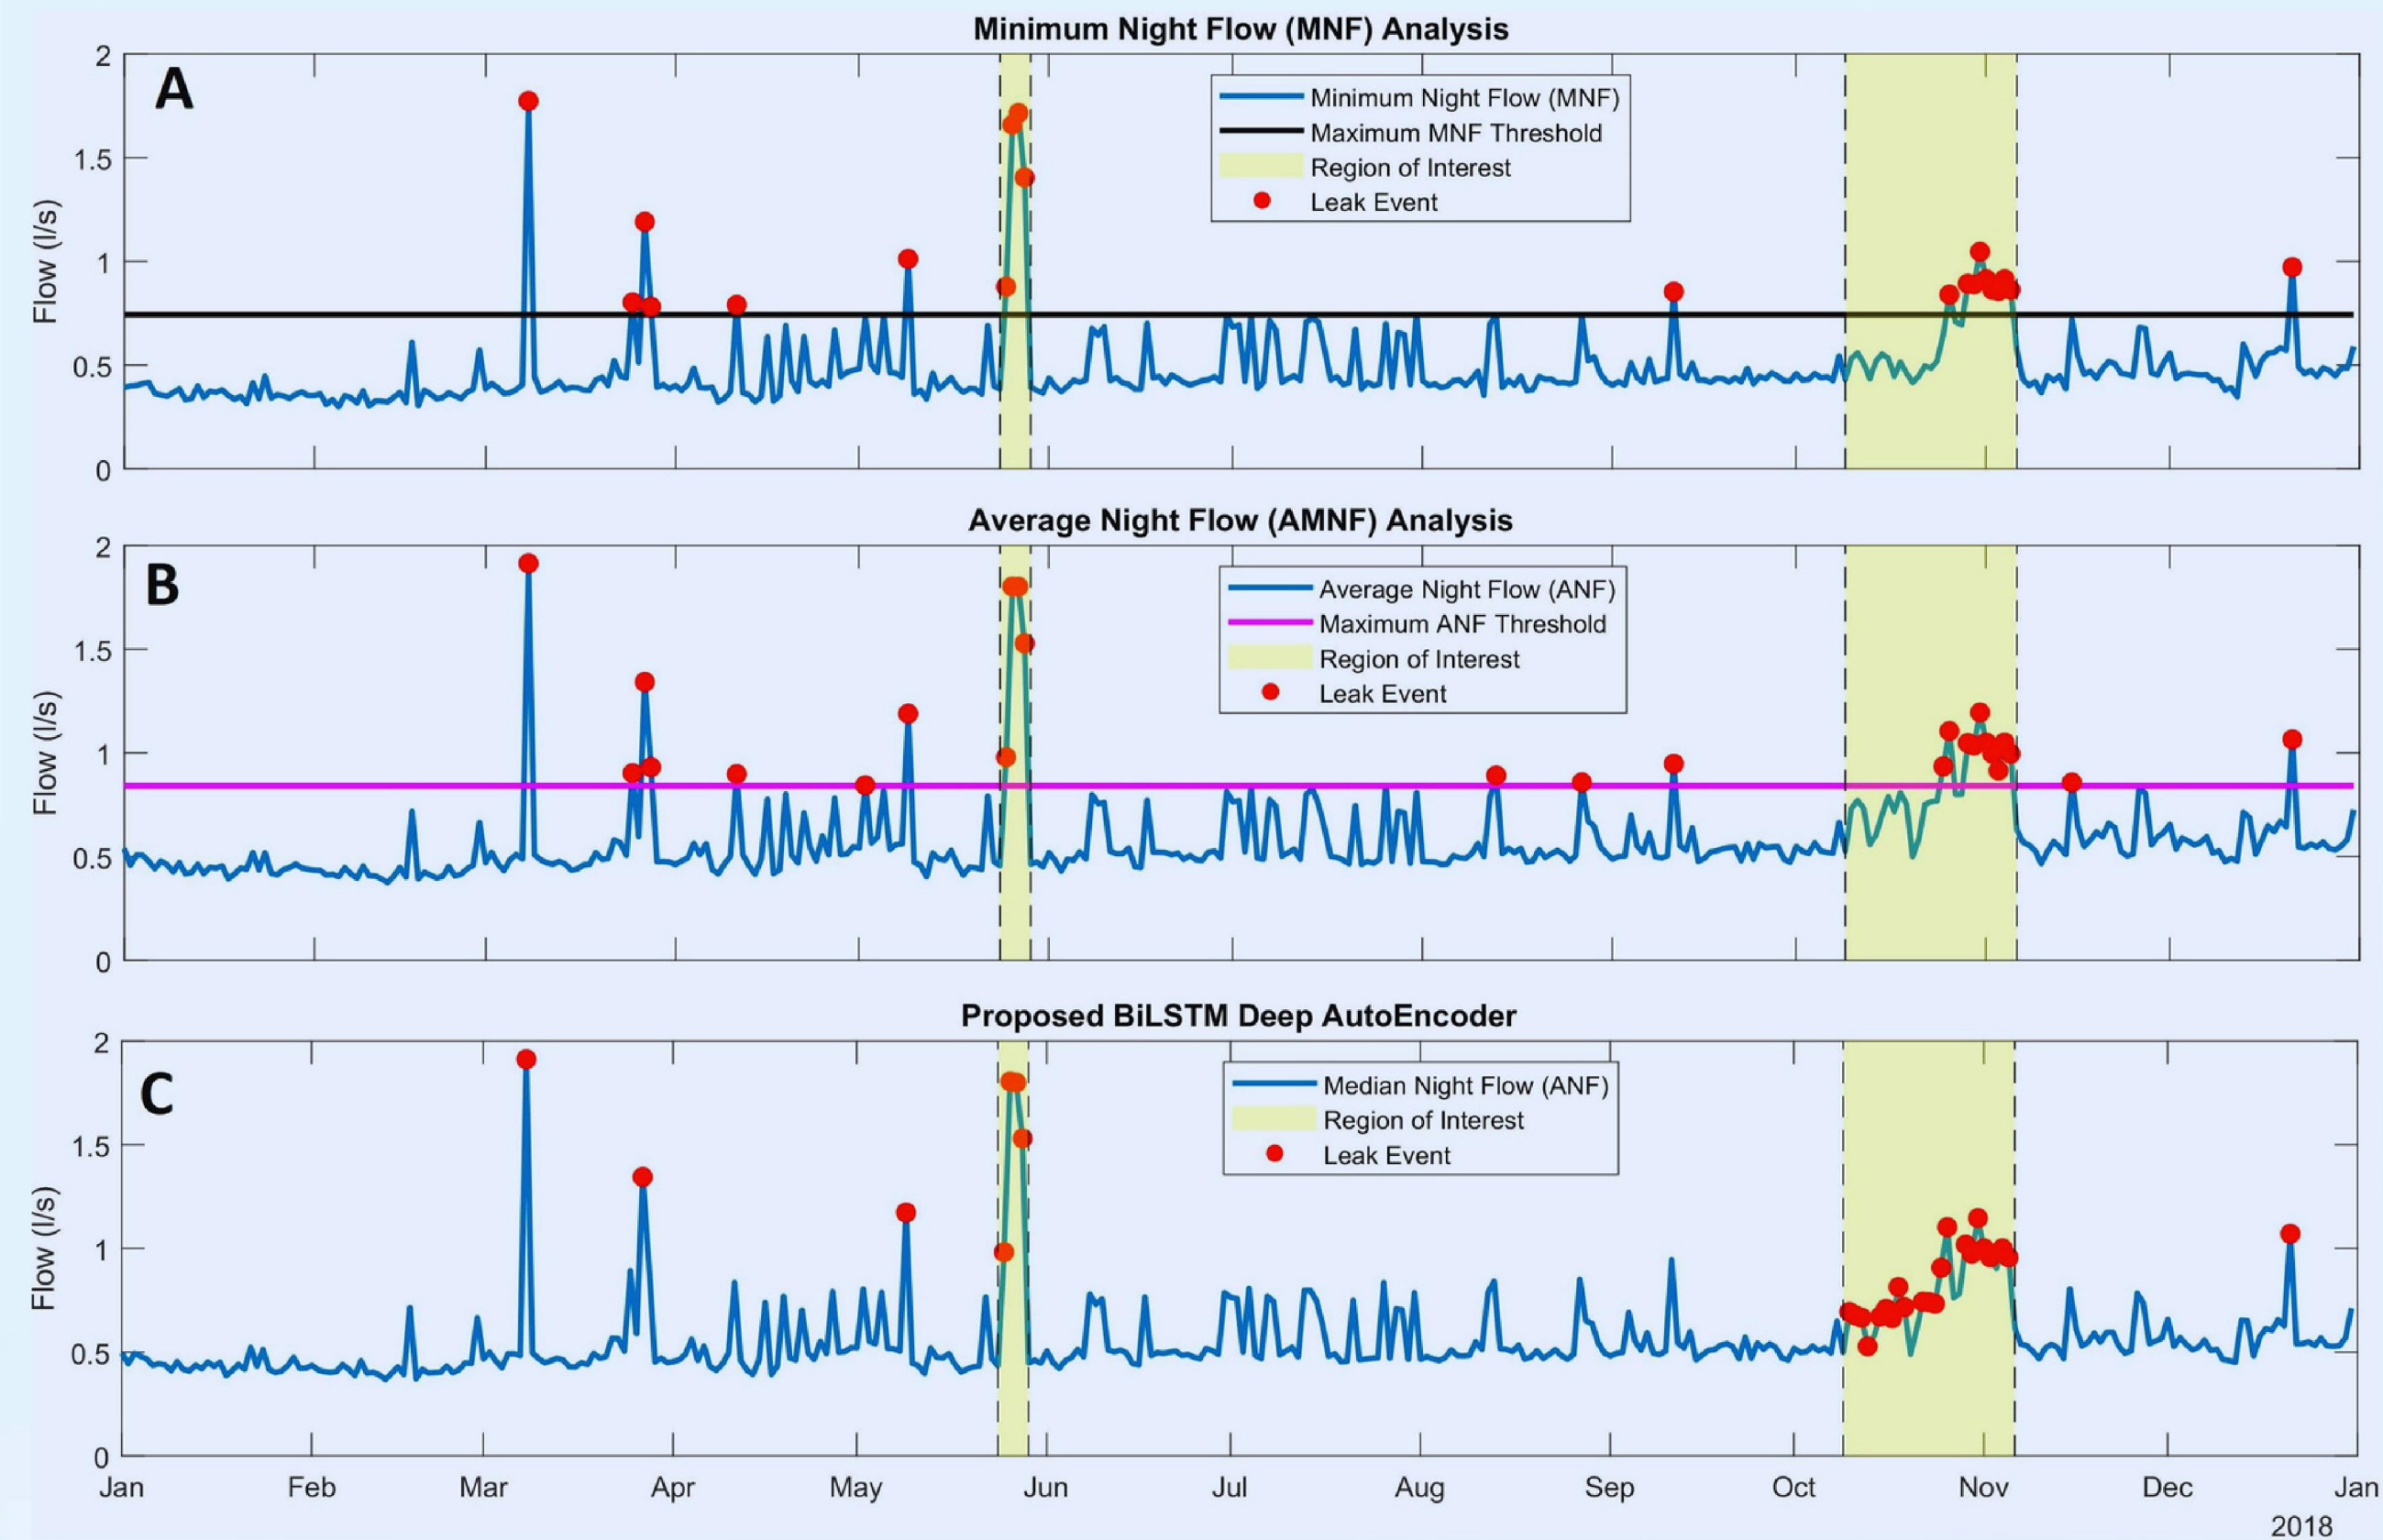 Minimum Night Flow (MNF) Analysis
A
2
1.5
1
0.5
0
Flow (l/s)
Minimum Night Flow (MNF)
Maximum MNF Threshold
Region of Interest
Leak Event
Average Night Flow (AMNF) Analysis
B
2
1.5
1
0.5
0
Flow (l/s)
Average Night Flow (ANF)
Maximum ANF Threshold
Region of Interest
Leak Event
Proposed BiLSTM Deep AutoEncoder
C
2
1.5
1
0.5
0
Flow (l/s)
Median Night Flow (ANF)
Region of Interest
Leak Event
Jan Feb Mar Apr May Jun Jul Aug Sep Oct Nov Dec Jan
2018